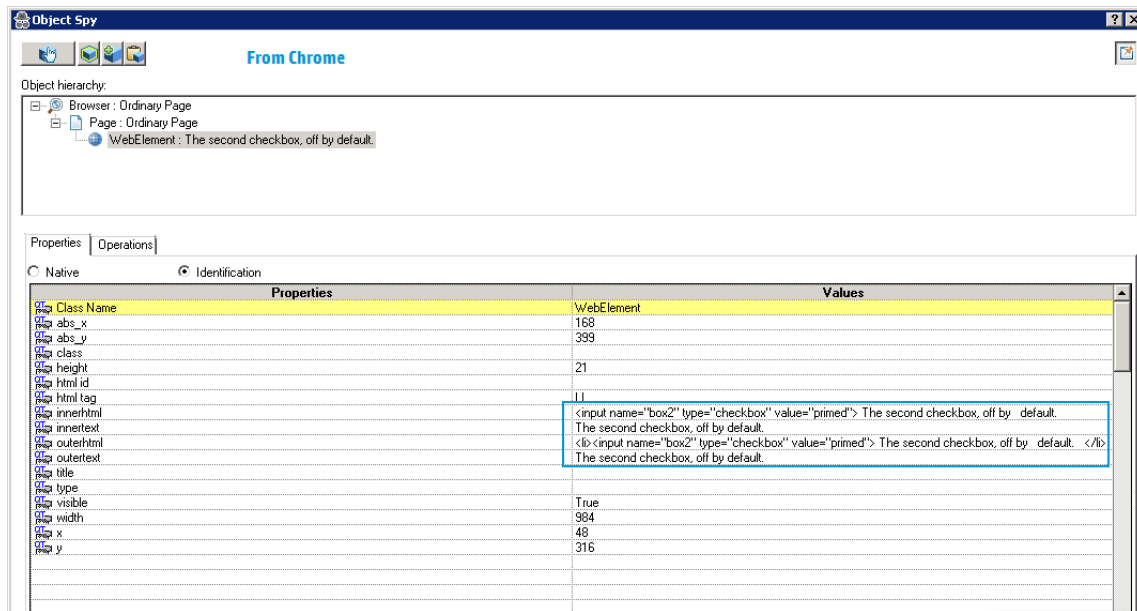 Object Spy
From Chrome
Object hierarchy:
Browser : Ordinary Page
Page : Ordinary Page
WebElement : The second checkbox, off by default.
Properties Operations
Native Identification
Properties Values
Class Name WebElement
abs_x 168
abs_y 399
class
height 21
html id
html tag LI
innerhtml <input name="box2" type="checkbox" value="primed"> The second checkbox, off by   default.
innertext The second checkbox, off by default.
outerhtml <li><input name="box2" type="checkbox" value="primed"> The second checkbox, off by   default.   </li>
outertext The second checkbox, off by default.
title
type
visible True
width 984
x 48
y 316